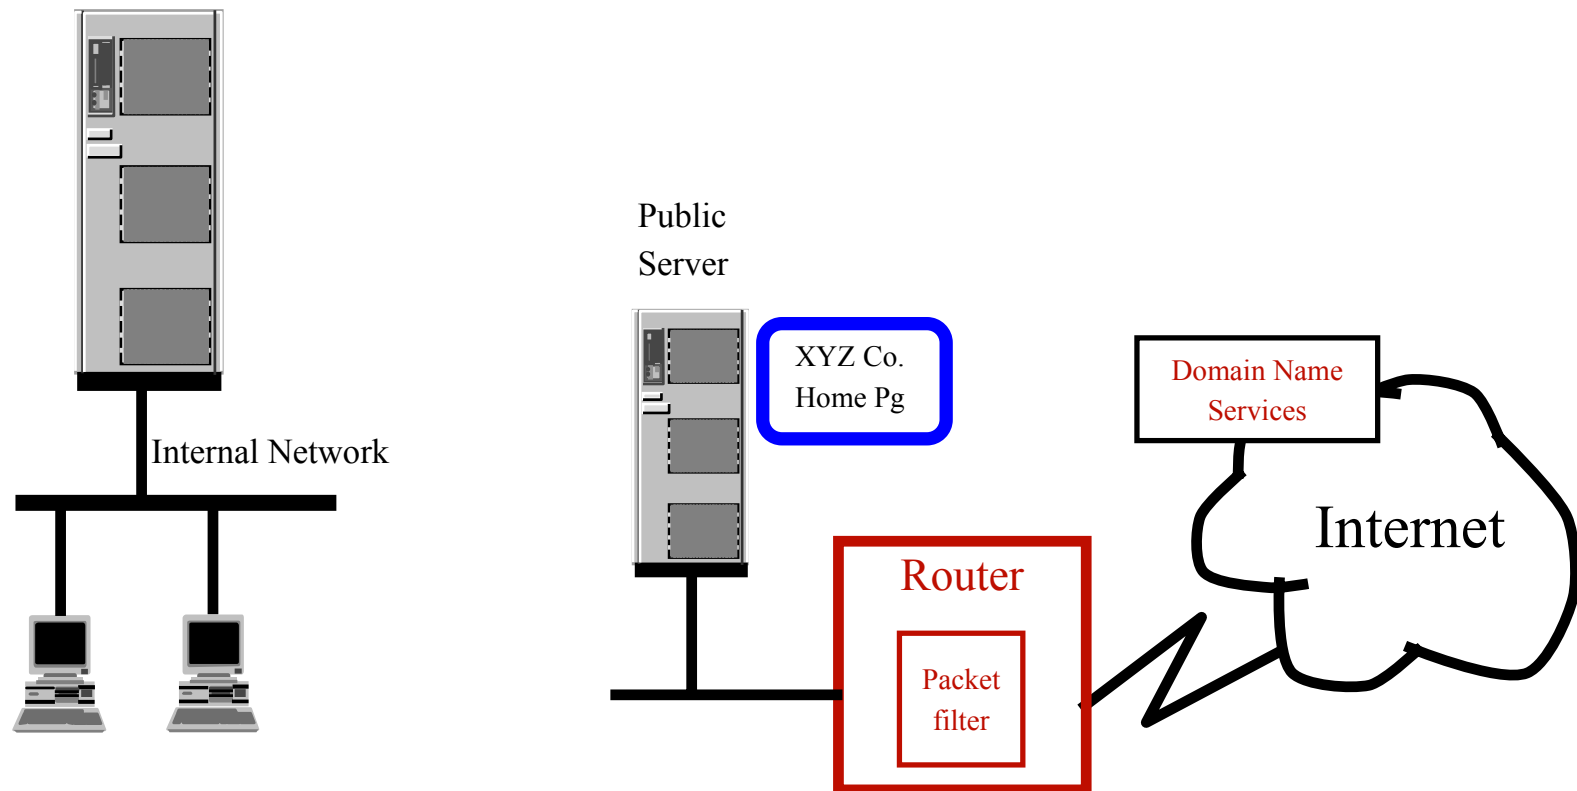 Public
Server
XYZ Co.
Home Pg
Domain Name
Services
Internal Network
Internet
Router
Packet
filter